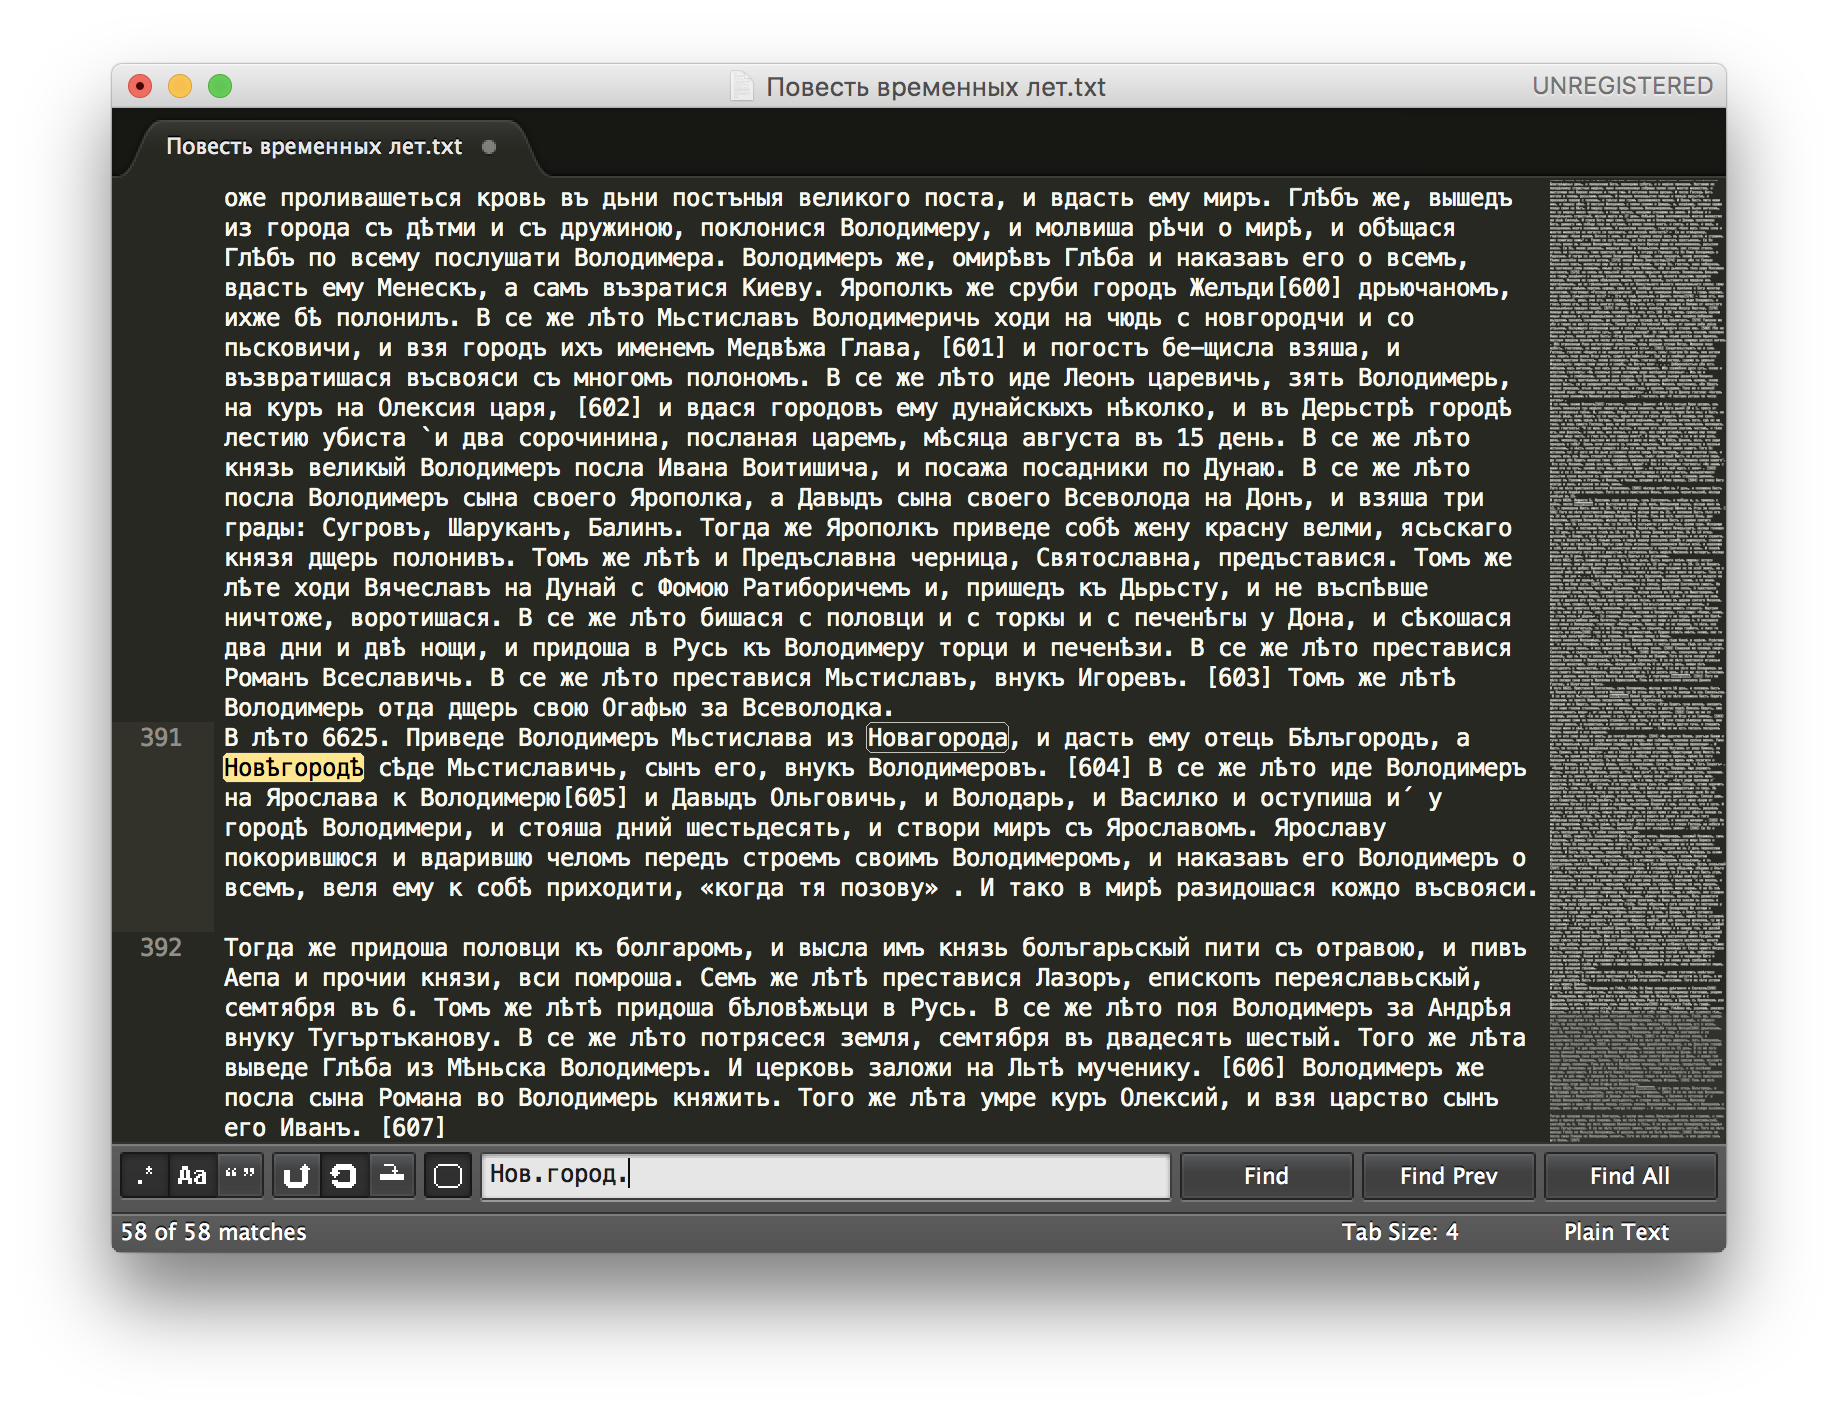 Повесть временных лет.txt
UNREGISTERED
Повесть временных лет.txt
оже проливашеться кровь въ дьни постъныя великого поста, и вдасть ему миръ. Глѣбъ же, вышедъ
из города съ дѣтми и съ дружиною, поклонися Володимеру, и молвиша рѣчи о мирѣ, и обѣщася
Глѣбъ по всему послушати Володимера. Володимеръ же, омирѣвъ Глѣба и наказавъ его о всемъ,
вдасть ему Менескъ, а самъ възратися Киеву. Ярополкъ же сруби городъ Желъди[600] дрьючаномъ,
ихже бѣ полонилъ. В се же лѣто Мьстиславъ Володимеричь ходи на чюдь с новгородчи и со
пьсковичи, и взя городъ ихъ именемъ Медвѣжа Глава, [601] и погостъ бе–щисла взяша, и
възвратишася въсвояси съ многомъ полономъ. В се же лѣто иде Леонъ царевичь, зять Володимерь,
на куръ на Олексия царя, [602] и вдася городовъ ему дунайскыхъ нѣколко, и въ Дерьстрѣ городѣ
лестию убиста `и два сорочинина, посланая царемъ, мѣсяца августа въ 15 день. В се же лѣто
князь великый Володимеръ посла Ивана Воитишича, и посажа посадники по Дунаю. В се же лѣто
посла Володимеръ сына своего Ярополка, а Давыдъ сына своего Всеволода на Донъ, и взяша три
грады: Сугровъ, Шаруканъ, Балинъ. Тогда же Ярополкъ приведе собѣ жену красну велми, ясьскаго
князя дщерь полонивъ. Томъ же лѣтѣ и Предъславна черница, Святославна, предъставися. Томъ же
лѣте ходи Вячеславъ на Дунай с Фомою Ратиборичемъ и, пришедъ къ Дьрьсту, и не въспѣвше
ничтоже, воротишася. В се же лѣто бишася с половци и с торкы и с печенѣгы у Дона, и сѣкошася
два дни и двѣ нощи, и придоша в Русь къ Володимеру торци и печенѣзи. В се же лѣто преставися
Романъ Всеславичь. В се же лѣто преставися Мьстиславъ, внукъ Игоревъ. [603] Томъ же лѣтѣ
Володимерь отда дщерь свою Огафью за Всеволодка.
391 В лѣто 6625. Приведе Володимеръ Мьстислава из Новагорода, и дасть ему отець Бѣлъгородъ, а
Новѣгородѣ сѣде Мьстиславичь, сынъ его, внукъ Володимеровъ. [604] В се же лѣто иде Володимеръ
на Ярослава к Володимерю[605] и Давыдъ Ольговичь, и Володарь, и Василко и оступиша и´ у
городѣ Володимери, и стояша дний шестьдесять, и створи миръ съ Ярославомъ. Ярославу
покорившюся и вдарившю челомъ передъ строемъ своимъ Володимеромъ, и наказавъ его Володимеръ о
всемъ, веля ему к собѣ приходити, «когда тя позову» . И тако в мирѣ разидошася кождо въсвояси.
392 Тогда же придоша половци къ болгаромъ, и высла имъ князь болъгарьский пити съ отравою, и пивъ
Аепа и прочии князи, вси помроша. Семъ же лѣтѣ преставися Лазоръ, епископъ переяславьский,
семтября въ 6. Томъ же лѣтѣ придоша бѣловѣжьци в Русь. В се же лѣто поя Володимеръ за Андрѣя
внуку Тугъртъканову. В се же лѣто потрясеся земля, семтября въ двадесять шестый. Того же лѣта
выведе Глѣба из Мѣньска Володимеръ. И церковь заложи на Льтѣ мученику. [606] Володимеръ же
посла сына Романа во Володимерь княжить. Того же лѣта умре куръ Олексий, и взя царство сынъ
его Иванъ. [607]
.* Aa “” Нов.город. Find Find Prev Find All
58 of 58 matches Tab Size: 4 Plain Text